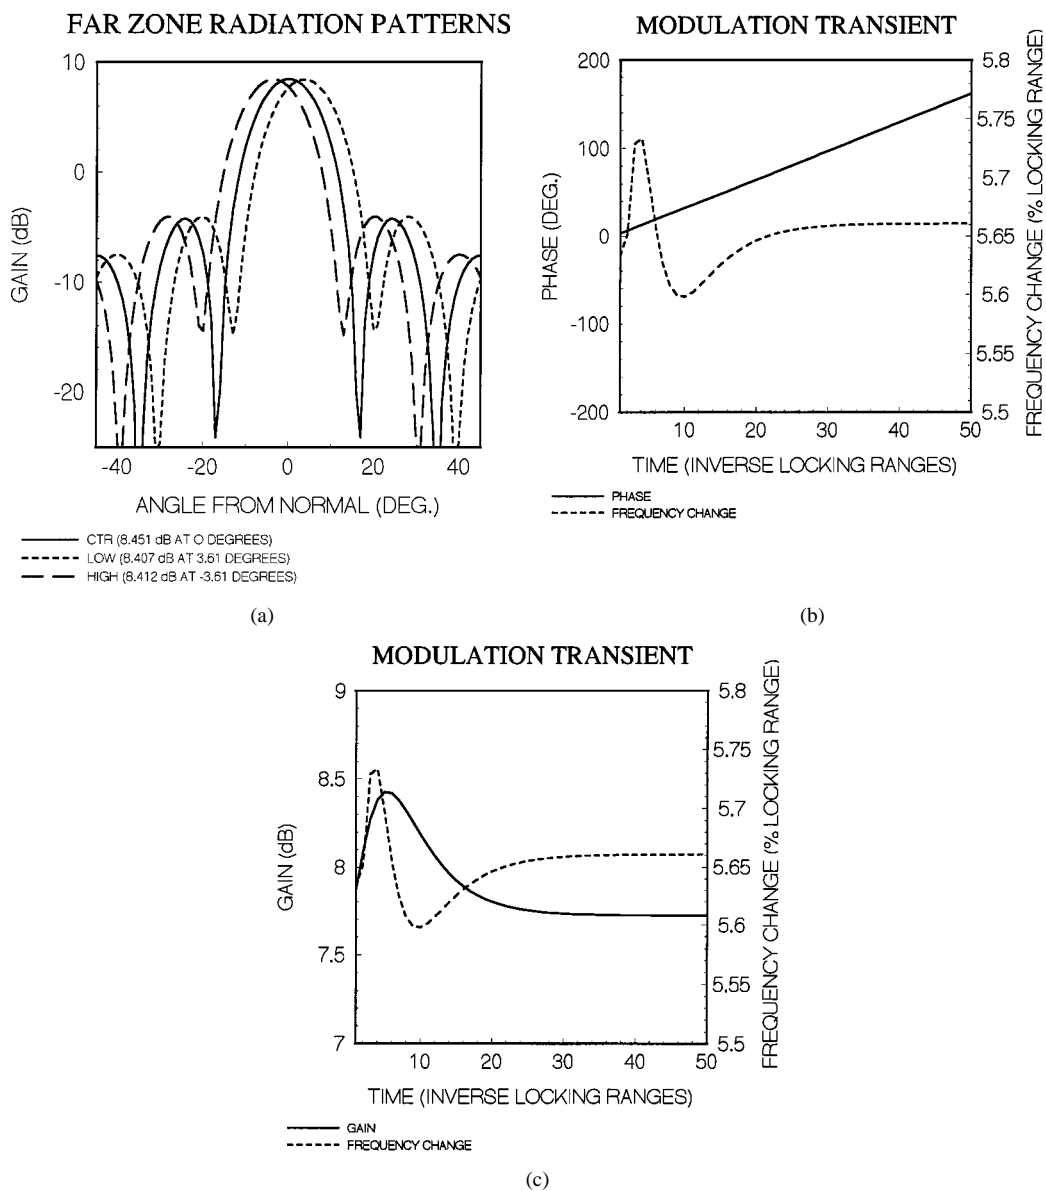 FAR ZONE RADIATION PATTERNS
10
0
-10
-20
GAIN (dB)
-40
-20
0
20
40
ANGLE FROM NORMAL (DEG.)
CTR (8.451 dB AT O DEGREES)
LOW (8.407 dB AT 3.61 DEGREES)
HIGH (8.412 dB AT -3.61 DEGREES)
(a)
MODULATION TRANSIENT
200
100
0
-100
-200
PHASE (DEG.)
5.8
5.75
5.7
5.65
5.6
5.55
5.5
FREQUENCY CHANGE (% LOCKING RANGE)
10
20
30
40
50
TIME (INVERSE LOCKING RANGES)
PHASE
FREQUENCY CHANGE
(b)
MODULATION TRANSIENT
9
8.5
8
7.5
7
GAIN (dB)
5.8
5.75
5.7
5.65
5.6
5.55
5.5
FREQUENCY CHANGE (% LOCKING RANGE)
10
20
30
40
50
TIME (INVERSE LOCKING RANGES)
GAIN
FREQUENCY CHANGE
(c)